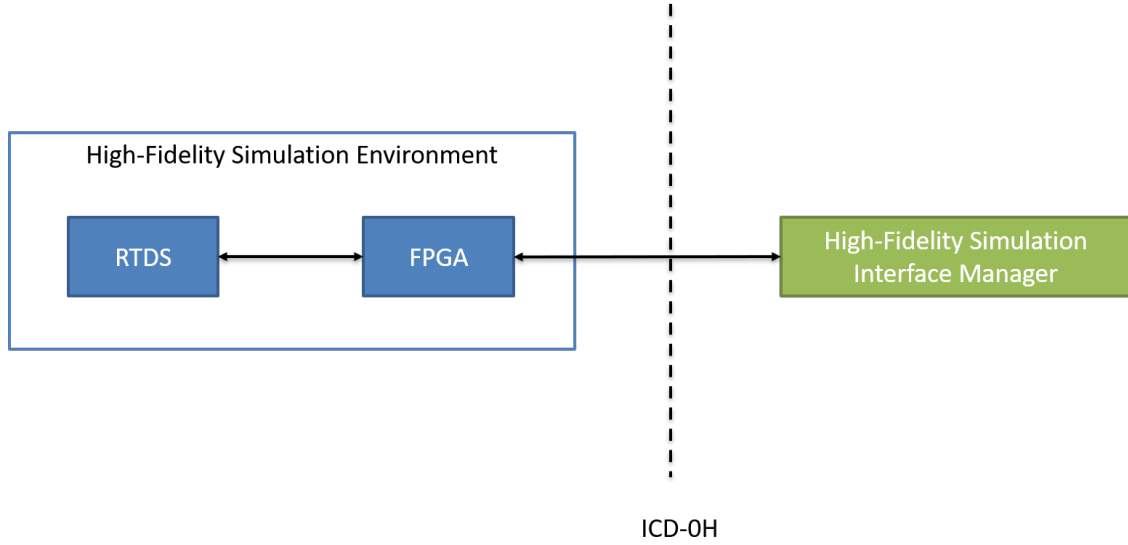 High-Fidelity Simulation Environment
RTDS
FPGA
High-Fidelity Simulation
Interface Manager
ICD-0H